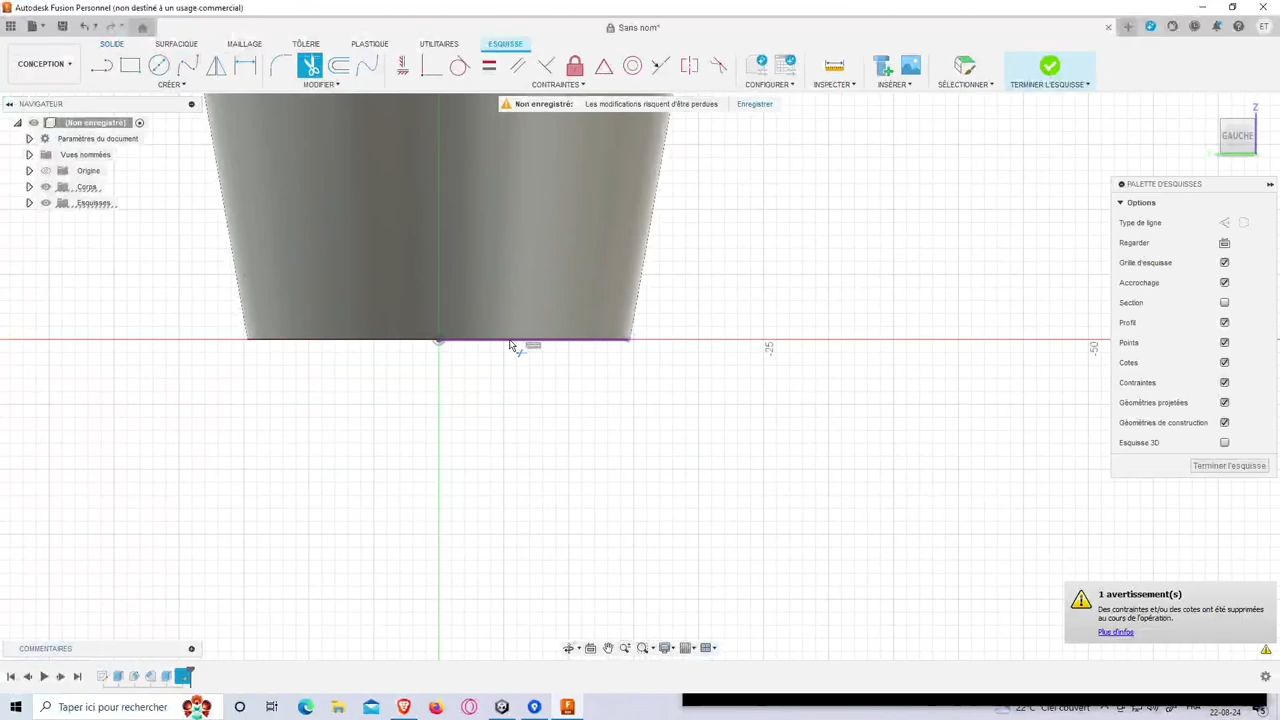 Autodesk Fusion Personnel (non destiné à un usage commercial)
Sans nom*
ET
CONCEPTION
SOLIDE
SURFACIQUE
MAILLAGE
TÔLERIE
PLASTIQUE
UTILITAIRES
ESQUISSE
CRÉER
MODIFIER
CONTRAINTES
CONFIGURER
INSPECTER
INSÉRER
SÉLECTIONNER
TERMINER L'ESQUISSE
NAVIGATEUR
Non enregistré: Les modifications risquent d'être perdues Enregistrer
(Non enregistré)
Paramètres du document
Vues nommées
Origine
Corps
Esquisses
Z
GAUCHE
PALETTE D'ESQUISSES
Options
Type de ligne
Regarder
Grille d'esquisse
Accrochage
Section
Profil
Points
Cotes
Contraintes
Géométries projetées
Géométries de construction
Esquisse 3D
Terminer l'esquisse
-25
-50
1 avertissement(s)
Des contraintes et/ou des cotes ont été supprimées
au cours de l'opération.
Plus d'infos
COMMENTAIRES
Taper ici pour rechercher
22°C Ciel couvert
FRA
22-08-24